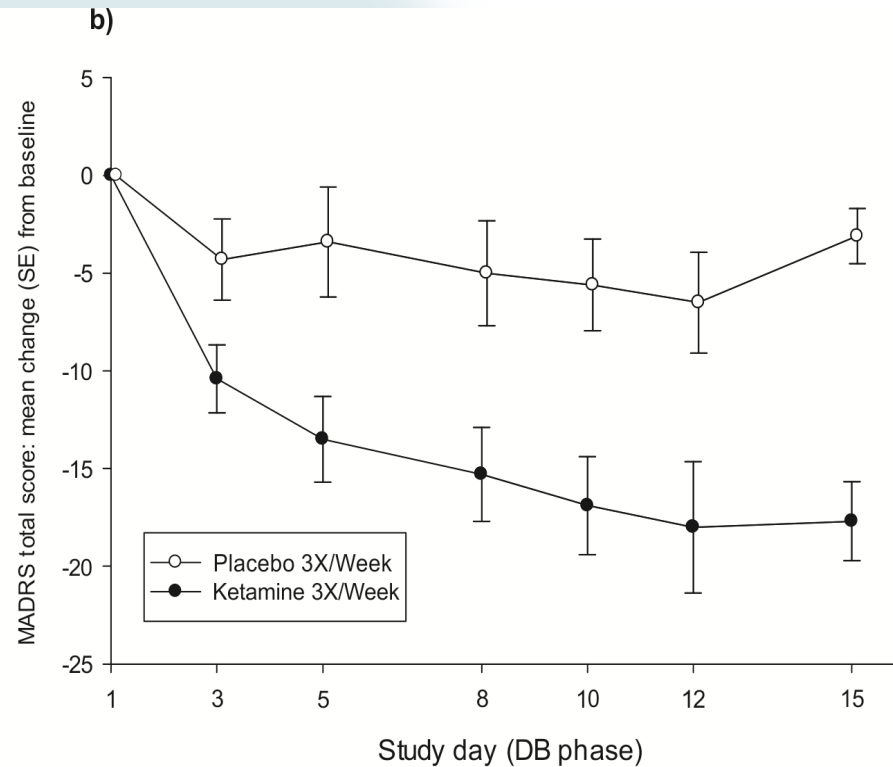 b)
MADRS total score: mean change (SE) from baseline
5
0
-5
-10
-15
-20
-25
Placebo 3X/Week
Ketamine 3X/Week
1 3 5 8 10 12 15
Study day (DB phase)